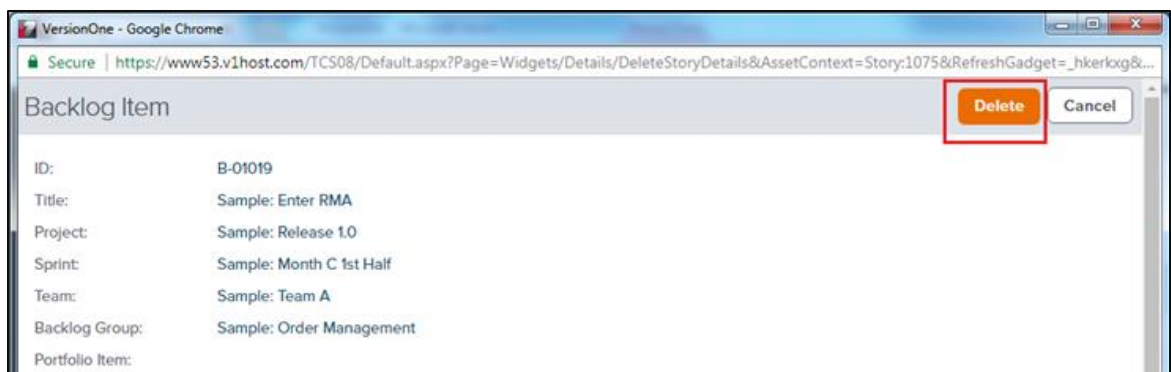 VersionOne - Google Chrome
Secure | https://www53.v1host.com/TCS08/Default.aspx?Page=Widgets/Details/DeleteStoryDetails&AssetContext=Story:1075&RefreshGadget=_hkerkxg&...
Backlog Item Delete Cancel
ID: B-01019
Title: Sample: Enter RMA
Project: Sample: Release 1.0
Sprint: Sample: Month C 1st Half
Team: Sample: Team A
Backlog Group: Sample: Order Management
Portfolio Item: